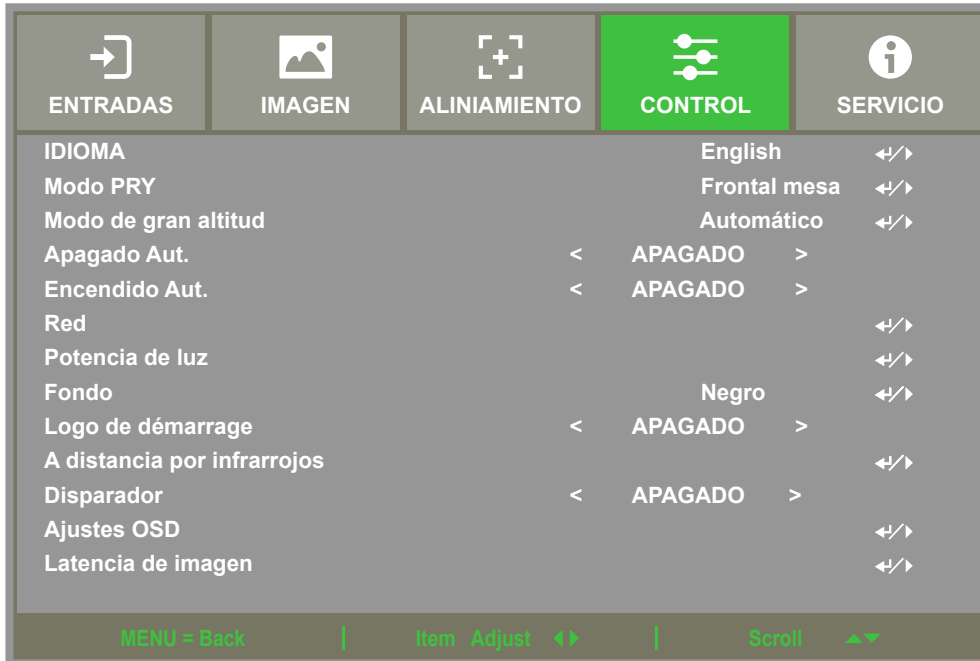 ENTRADAS IMAGEN ALINIAMIENTO CONTROL SERVICIO
IDIOMA English
Modo PRY Frontal mesa
Modo de gran altitud Automático
Apagado Aut. < APAGADO >
Encendido Aut. < APAGADO >
Red
Potencia de luz
Fondo Negro
Logo de démarrage < APAGADO >
A distancia por infrarrojos
Disparador < APAGADO >
Ajustes OSD
Latencia de imagen
MENU = Back | Item Adjust | Scroll